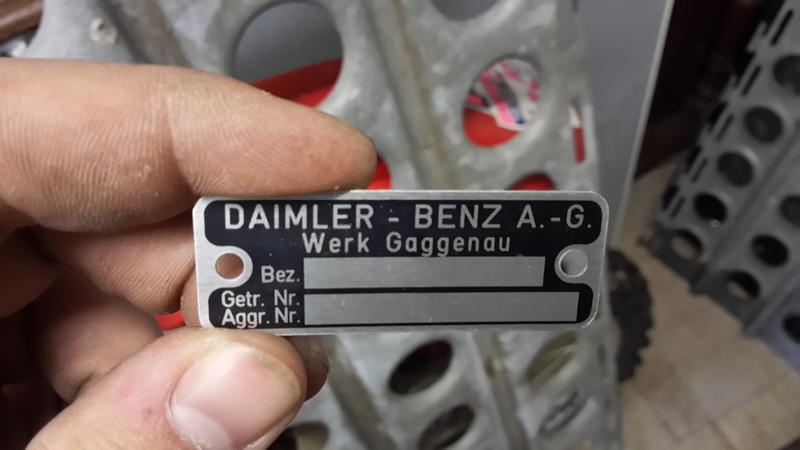 DAIMLER - BENZ A.-G.
Werk Gaggenau
Bez.
Getr. Nr.
Aggr. Nr.